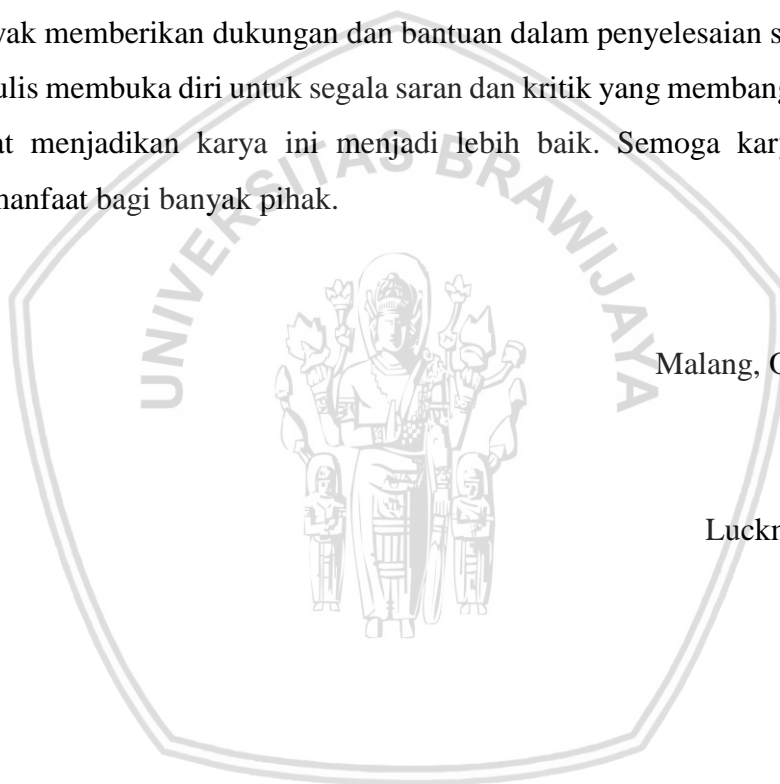 yak memberikan dukungan dan bantuan dalam penyelesaian s
ulis membuka diri untuk segala saran dan kritik yang membang
at menjadikan karya ini menjadi lebih baik. Semoga kary
manfaat bagi banyak pihak.
UNIVERSITAS BRAWIJAYA
Malang, O
Luckn